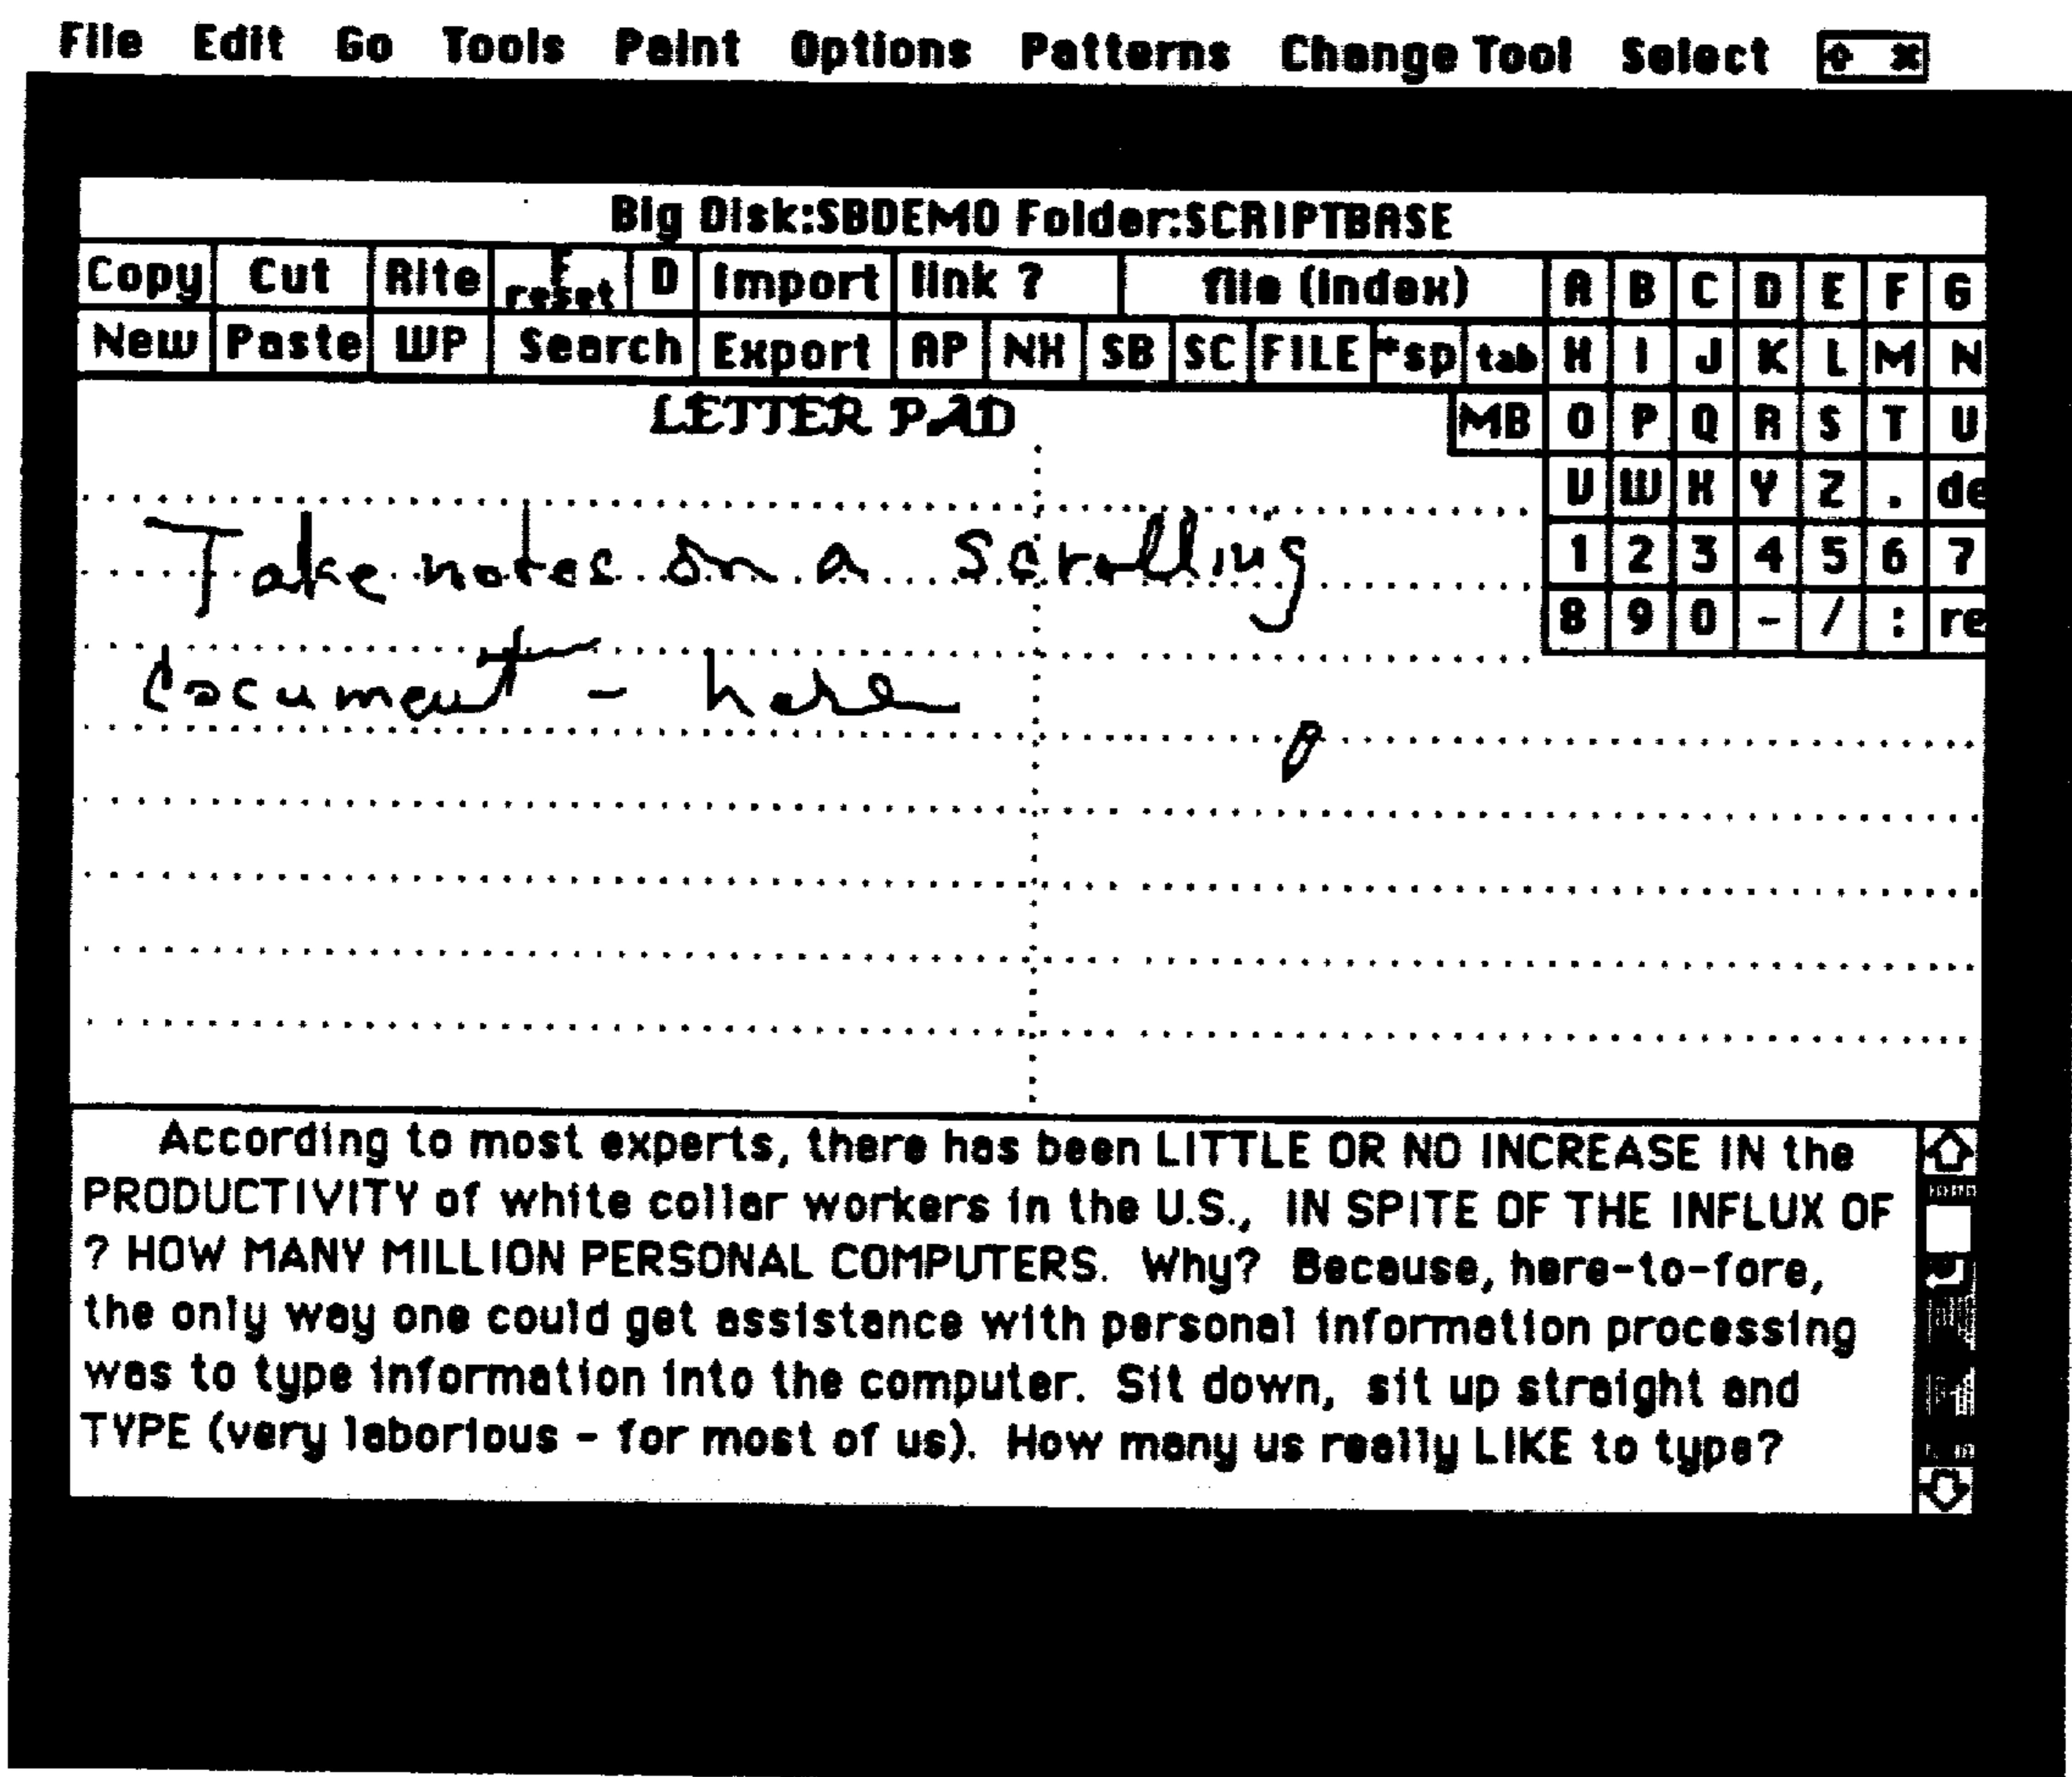 File Edit Go Tools Paint Options Patterns Change Tool Select
Big Disk:SBDEMO Folder:SCRIPTBASE
Copy Cut Rite F reset D Import link ? file (index) A B C D E F G
New Paste WP Search Export AP NH SB SC FILE *sp tab H I J K L M N
LETTER PAD MB O P Q R S T U
V W X Y Z . de
Take notes on a scrolling 1 2 3 4 5 6 7
8 9 0 - / : re
document - here
According to most experts, there has been LITTLE OR NO INCREASE IN the
PRODUCTIVITY of white collar workers in the U.S., IN SPITE OF THE INFLUX OF
? HOW MANY MILLION PERSONAL COMPUTERS. Why? Because, here-to-fore,
the only way one could get assistance with personal information processing
was to type information into the computer. Sit down, sit up straight and
TYPE (very laborious - for most of us). How many us really LIKE to type?